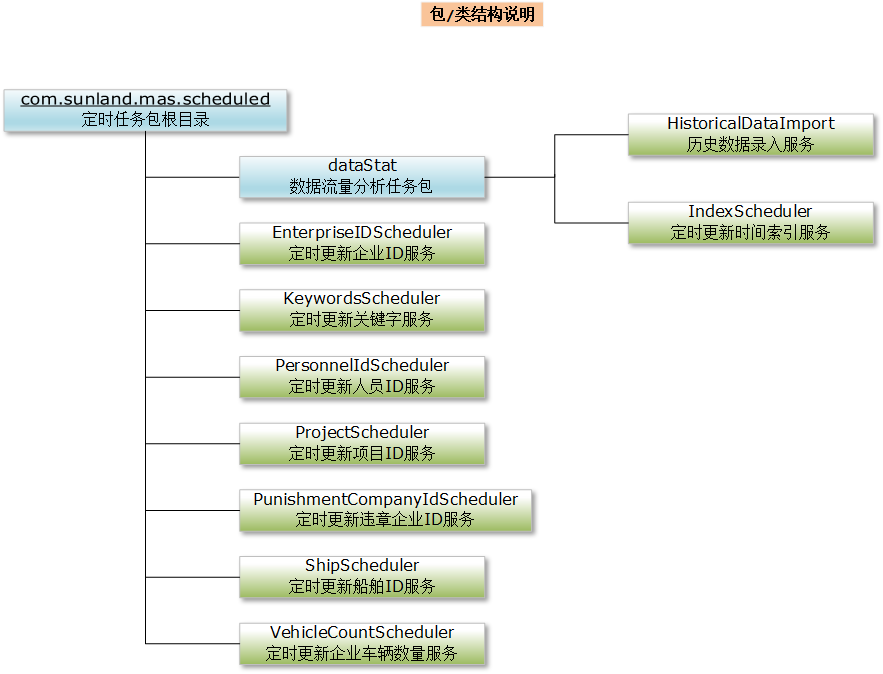 包/类结构说明
com.sunland.mas.scheduled
定时任务包根目录
dataStat
数据流量分析任务包
HistoricalDataImport
历史数据录入服务
IndexScheduler
定时更新时间索引服务
EnterpriseIDScheduler
定时更新企业ID服务
KeywordsScheduler
定时更新关键字服务
PersonnelIdScheduler
定时更新人员ID服务
ProjectScheduler
定时更新项目ID服务
PunishmentCompanyIdScheduler
定时更新违章企业ID服务
ShipScheduler
定时更新船舶ID服务
VehicleCountScheduler
定时更新企业车辆数量服务